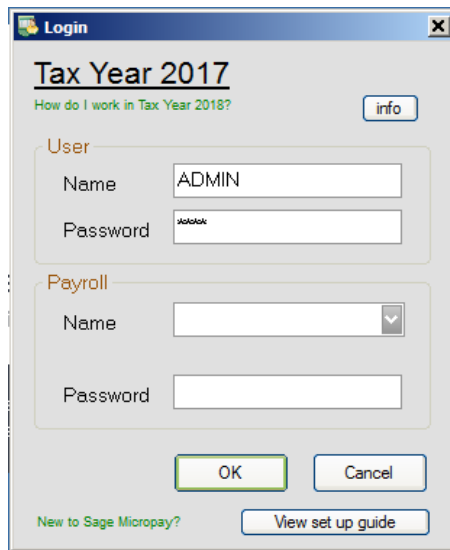 Login
Tax Year 2017
How do I work in Tax Year 2018?
info
User
Name ADMIN
Password *****
Payroll
Name
Password
OK Cancel
New to Sage Micropay? View set up guide